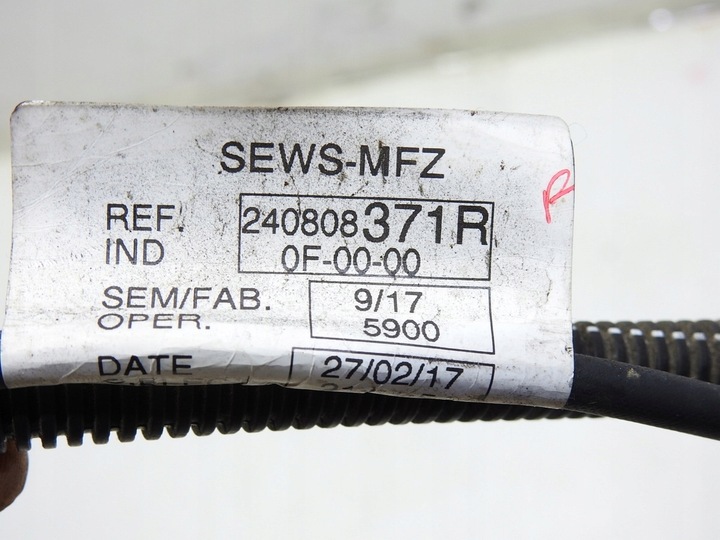 SEWS-MFZ
REF 240808371R
IND 0F-00-00
SEM/FAB. 9/17
OPER. 5900
DATE 27/02/17
R